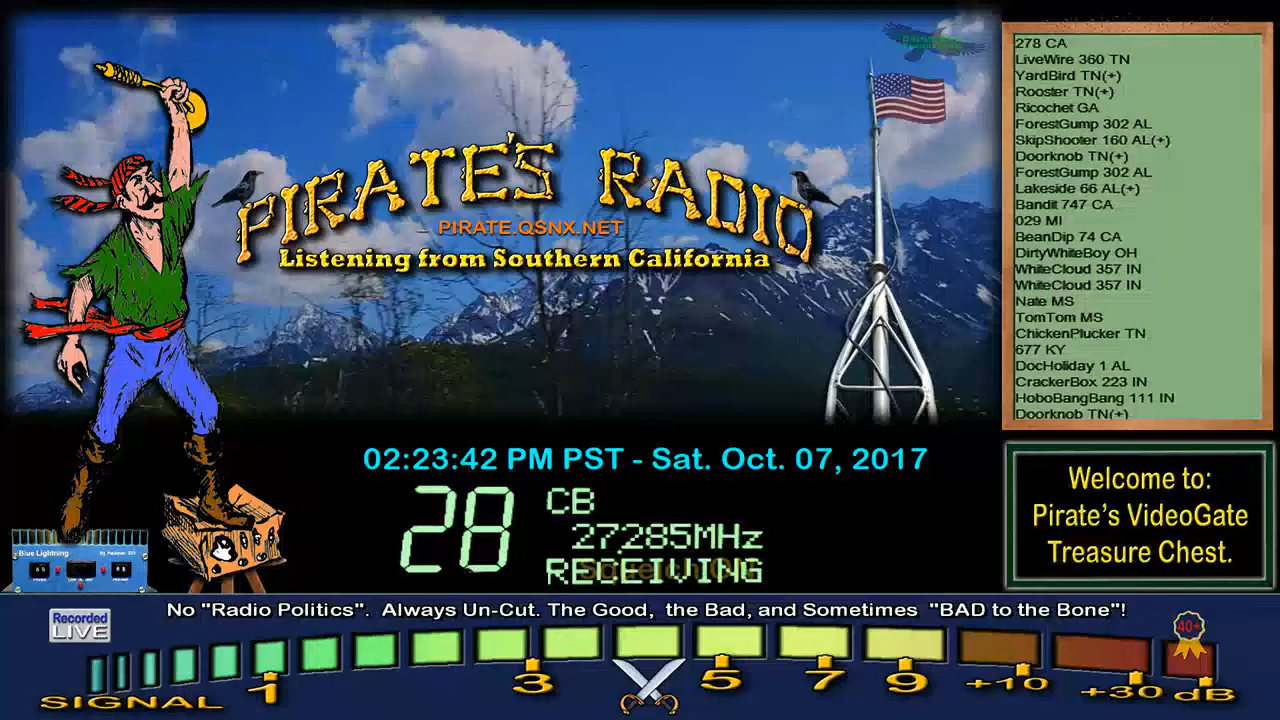 PIRATE'S RADIO
PIRATE.QSNX.NET
Listening from Southern California
278 CA
LiveWire 360 TN
YardBird TN(+)
Rooster TN(+)
Ricochet GA
ForestGump 302 AL
SkipShooter 160 AL(+)
Doorknob TN(+)
ForestGump 302 AL
Lakeside 66 AL(+)
Bandit 747 CA
029 MI
BeanDip 74 CA
DirtyWhiteBoy OH
WhiteCloud 357 IN
WhiteCloud 357 IN
Nate MS
TomTom MS
ChickenPlucker TN
677 KY
DocHoliday 1 AL
CrackerBox 223 IN
HoboBangBang 111 IN
Doorknob TN(+)
02:23:42 PM PST - Sat. Oct. 07, 2017
28
CB
27.285MHz
RECEIVING
Welcome to:
Pirate's VideoGate
Treasure Chest.
Blue Lightning
No "Radio Politics". Always Un-Cut. The Good, the Bad, and Sometimes "BAD to the Bone"!
Recorded
LIVE
40+
SIGNAL 1 3 5 7 9 +10 +30 dB